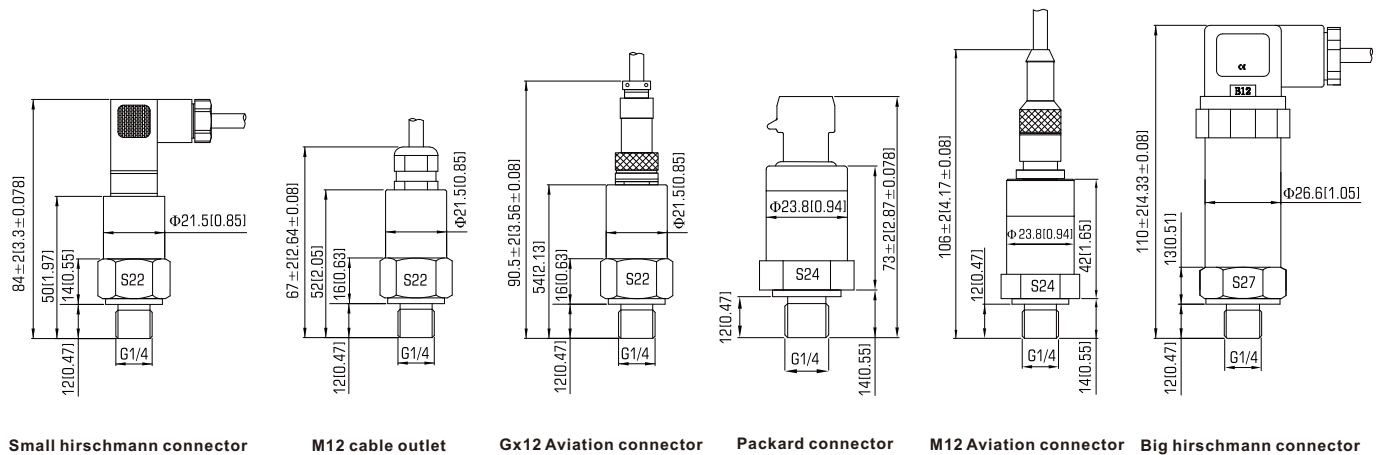 84±2[3.3±0.078]
50[1.97]
14[0.55]
12[0.47]
Φ21.5[0.85]
S22
G1/4
Small hirschmann connector
67±2[2.64±0.08]
52[2.05]
16[0.63]
12[0.47]
Φ21.5[0.85]
S22
G1/4
M12 cable outlet
90.5±2[3.56±0.08]
54[2.13]
16[0.63]
12[0.47]
Φ21.5[0.85]
S22
G1/4
Gx12 Aviation connector
Φ23.8[0.94]
73±2[2.87±0.078]
S24
12[0.47]
G1/4
14[0.55]
Packard connector
106±2[4.17±0.08]
12[0.47]
Φ23.8[0.94]
42[1.65]
S24
G1/4
14[0.55]
M12 Aviation connector
110±2[4.33±0.08]
13[0.51]
12[0.47]
B12
Φ26.6[1.05]
S27
G1/4
Big hirschmann connector